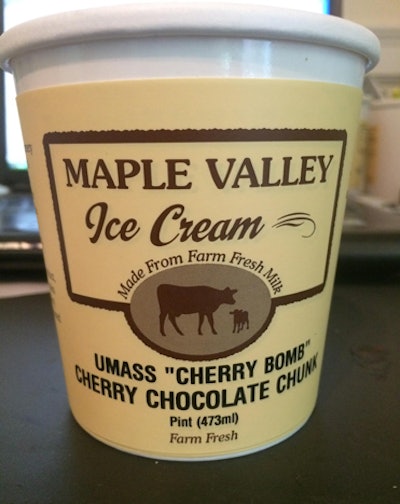 MAPLE VALLEY
Ice Cream
Made From Farm Fresh Milk
UMASS "CHERRY BOMB"
CHERRY CHOCOLATE CHUNK
Pint (473ml)
Farm Fresh